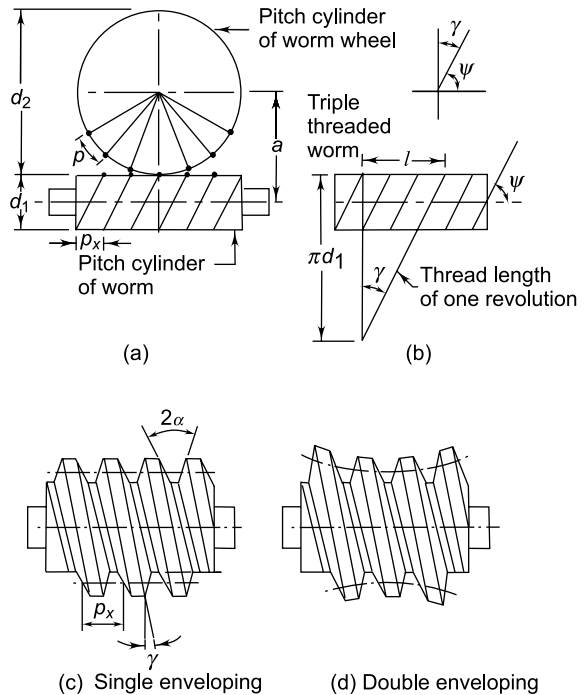 Pitch cylinder
of worm wheel
d2
p
a
d1
px
Pitch cylinder
of worm
(a)
γ
ψ
Triple
threaded
worm
l
ψ
πd1
γ
Thread length
of one revolution
(b)
2α
px
γ
(c) Single enveloping
(d) Double enveloping